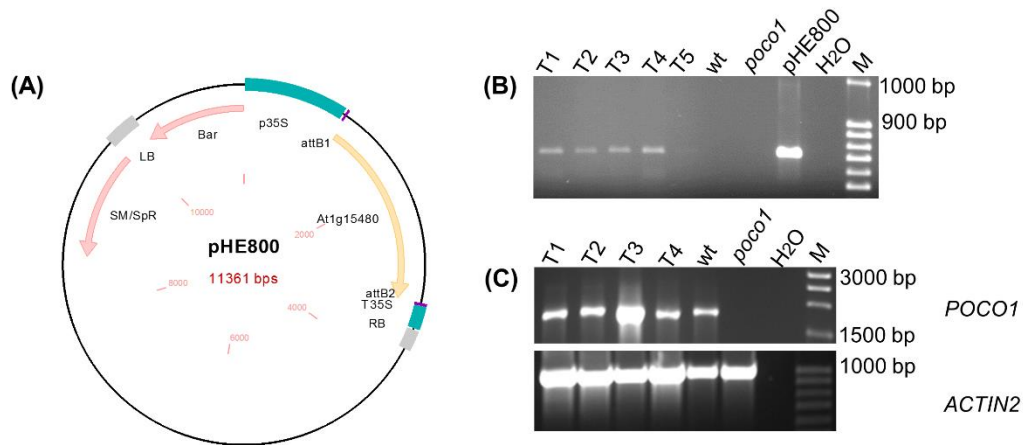 (A)
p35S
Bar
attB1
LB
SM/SpR
At1g15480
10000
2000
pHE800
11361 bps
8000
4000
6000
attB2
T35S
RB
(B)
T1 T2 T3 T4 T5 wt poco1 pHE800 H2O M
1000 bp
900 bp
(C)
T1 T2 T3 T4 wt poco1 H2O M
3000 bp
POCO1
1500 bp
1000 bp
ACTIN2